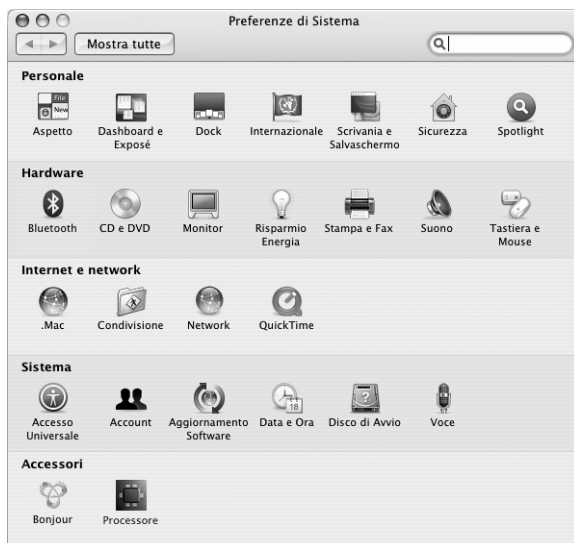 Preferenze di Sistema
Mostra tutte
Personale
File
New
Aspetto
Dashboard e
Exposé
Dock
Internazionale
Scrivania e
Salvaschermo
Sicurezza
Spotlight
Hardware
Bluetooth
CD e DVD
Monitor
Risparmio
Energia
Stampa e Fax
Suono
Tastiera e
Mouse
Internet e network
.Mac
Condivisione
Network
QuickTime
Sistema
Accesso
Universale
Account
Aggiornamento
Software
18
Data e Ora
?
Disco di Avvio
Voce
Accessori
Bonjour
Processore